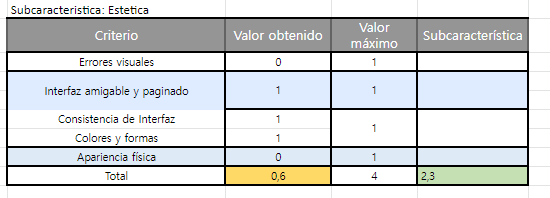 Subcaracteristica: Estetica
Criterio Valor obtenido Valor máximo Subcaracterística
Errores visuales 0 1
Interfaz amigable y paginado 1 1
Consistencia de Interfaz 1 1
Colores y formas 1
Apariencia física 0 1
Total 0,6 4 2,3